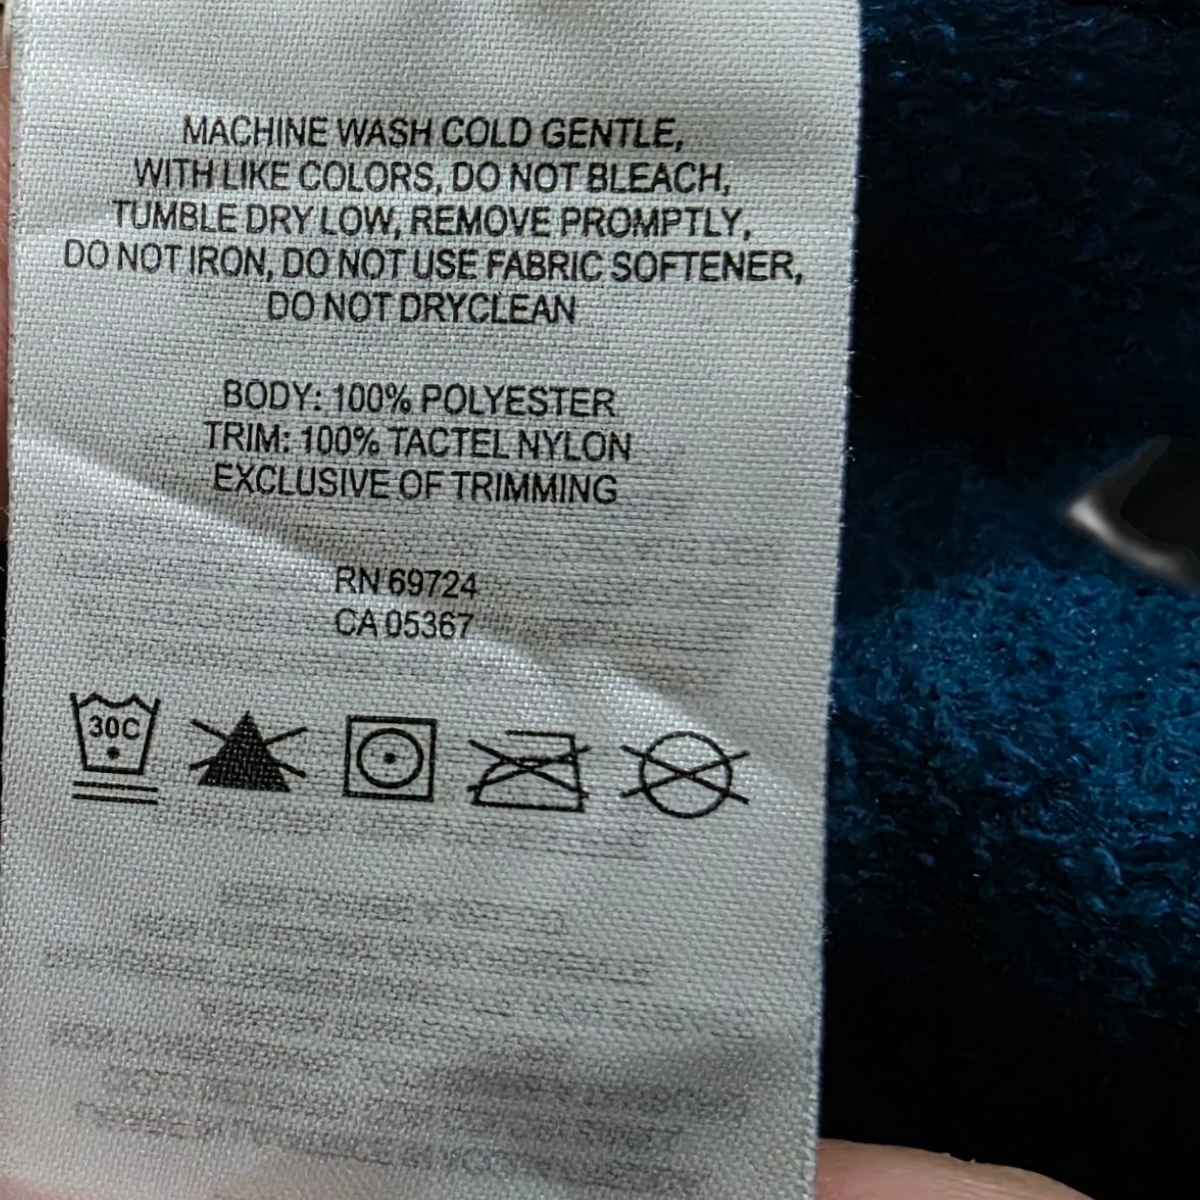 MACHINE WASH COLD GENTLE,
WITH LIKE COLORS, DO NOT BLEACH,
TUMBLE DRY LOW, REMOVE PROMPTLY,
DO NOT IRON, DO NOT USE FABRIC SOFTENER,
DO NOT DRYCLEAN
BODY: 100% POLYESTER
TRIM: 100% TACTEL NYLON
EXCLUSIVE OF TRIMMING
RN 69724
CA 05367
30C